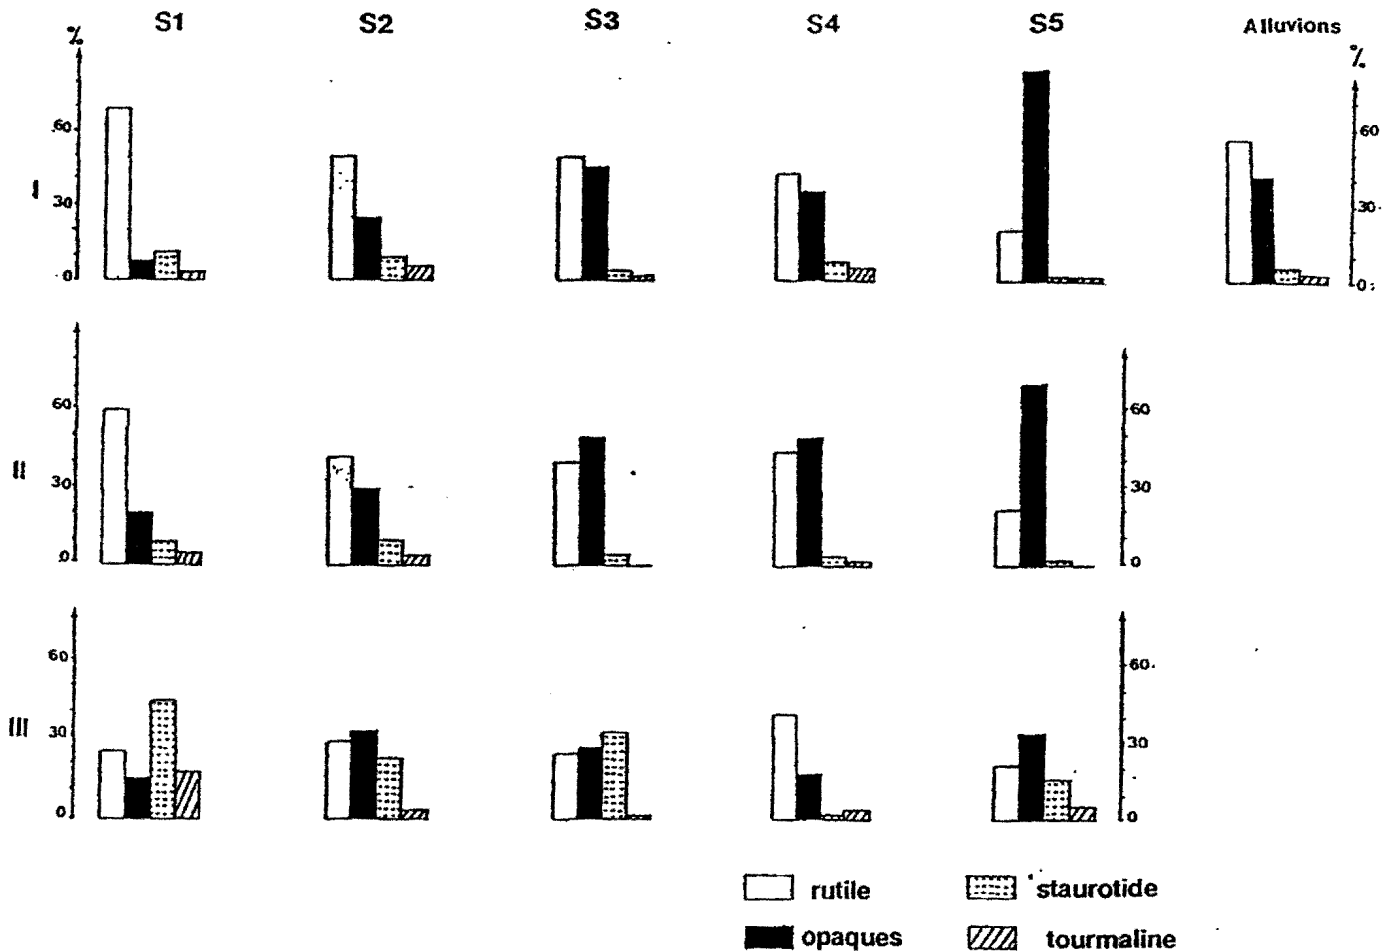 S1 S2 S3 S4 S5 Alluvions
% %
I 60 30 0 60 30 0
II 60 30 0 60 30 0
III 60 30 0 60 30 0
rutile staurotide
opaques tourmaline